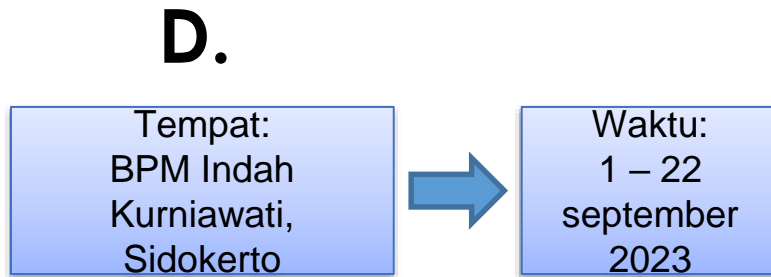 D.
Tempat:
BPM Indah
Kurniawati,
Sidokerto
Waktu:
1 – 22
september
2023